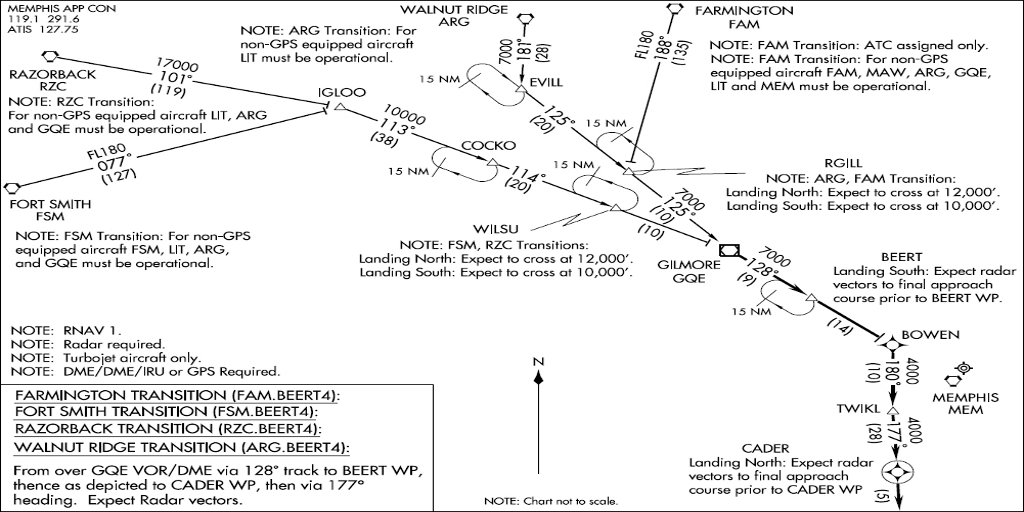 MEMPHIS APP CON
119.1 291.6
ATIS 127.75
RAZORBACK
RZC
NOTE: RZC Transition:
For non-GPS equipped aircraft LIT, ARG
and GQE must be operational.
17000
101°
(119)
FL180
077°
(127)
FORT SMITH
FSM
NOTE: FSM Transition: For non-GPS
equipped aircraft FSM, LIT, ARG,
and GQE must be operational.
NOTE: ARG Transition: For
non-GPS equipped aircraft
LIT must be operational.
IGLOO
10000
113°
(38)
COCKO
15 NM
114°
(20)
WALNUT RIDGE
ARG
7000
181°
(28)
15 NM
EVILL
125°
(20)
FARMINGTON
FAM
FL180
188°
(135)
NOTE: FAM Transition: ATC assigned only.
NOTE: FAM Transition: For non-GPS
equipped aircraft FAM, MAW, ARG, GQE,
LIT and MEM must be operational.
15 NM
15 NM
RGILL
NOTE: ARG, FAM Transition:
Landing North: Expect to cross at 12,000'.
Landing South: Expect to cross at 10,000'.
7000
125°
(10)
WILSU
NOTE: FSM, RZC Transitions:
Landing North: Expect to cross at 12,000'.
Landing South: Expect to cross at 10,000'.
(10)
GILMORE
GQE
7000
128°
(9)
15 NM
BEERT
Landing South: Expect radar
vectors to final approach
course prior to BEERT WP.
(14)
BOWEN
4000
180°
(10)
MEMPHIS
MEM
TWIKL
4000
177°
(28)
CADER
Landing North: Expect radar
vectors to final approach
course prior to CADER WP
(5)
NOTE: RNAV 1.
NOTE: Radar required.
NOTE: Turbojet aircraft only.
NOTE: DME/DME/IRU or GPS Required.
FARMINGTON TRANSITION (FAM.BEERT4):
FORT SMITH TRANSITION (FSM.BEERT4):
RAZORBACK TRANSITION (RZC.BEERT4):
WALNUT RIDGE TRANSITION (ARG.BEERT4):
From over GQE VOR/DME via 128° track to BEERT WP,
thence as depicted to CADER WP, then via 177°
heading. Expect Radar vectors.
N
NOTE: Chart not to scale.